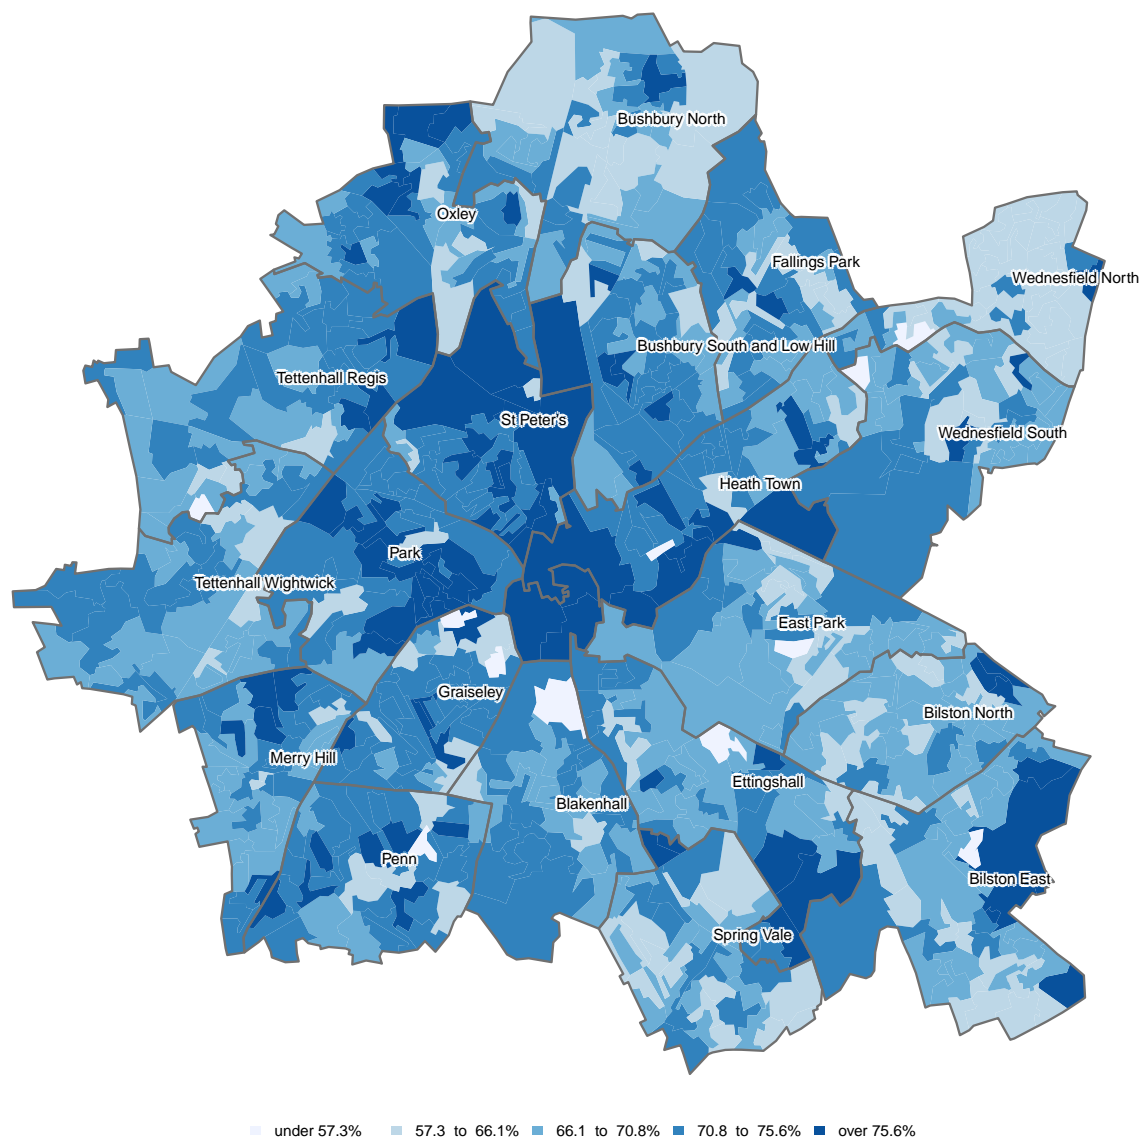 Bushbury North
Oxley
Fallings Park
Wednesfield North
Bushbury South and Low Hill
Tettenhall Regis
St Peter's
Wednesfield South
Heath Town
Park
Tettenhall Wightwick
East Park
Graiseley
Bilston North
Merry Hill
Ettingshall
Blakenhall
Penn
Bilston East
Spring Vale
under 57.3% 57.3 to 66.1% 66.1 to 70.8% 70.8 to 75.6% over 75.6%